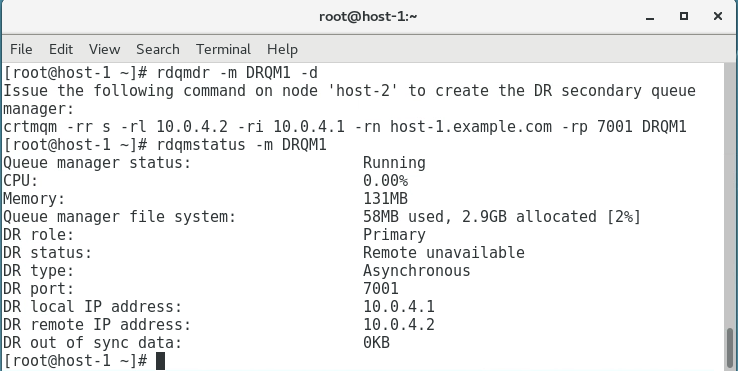 root@host-1:~
File Edit View Search Terminal Help
[root@host-1 ~]# rdqmdr -m DRQM1 -d
Issue the following command on node 'host-2' to create the DR secondary queue
manager:
crtmqm -rr s -rl 10.0.4.2 -ri 10.0.4.1 -rn host-1.example.com -rp 7001 DRQM1
[root@host-1 ~]# rdqmstatus -m DRQM1
Queue manager status: Running
CPU: 0.00%
Memory: 131MB
Queue manager file system: 58MB used, 2.9GB allocated [2%]
DR role: Primary
DR status: Remote unavailable
DR type: Asynchronous
DR port: 7001
DR local IP address: 10.0.4.1
DR remote IP address: 10.0.4.2
DR out of sync data: 0KB
[root@host-1 ~]#